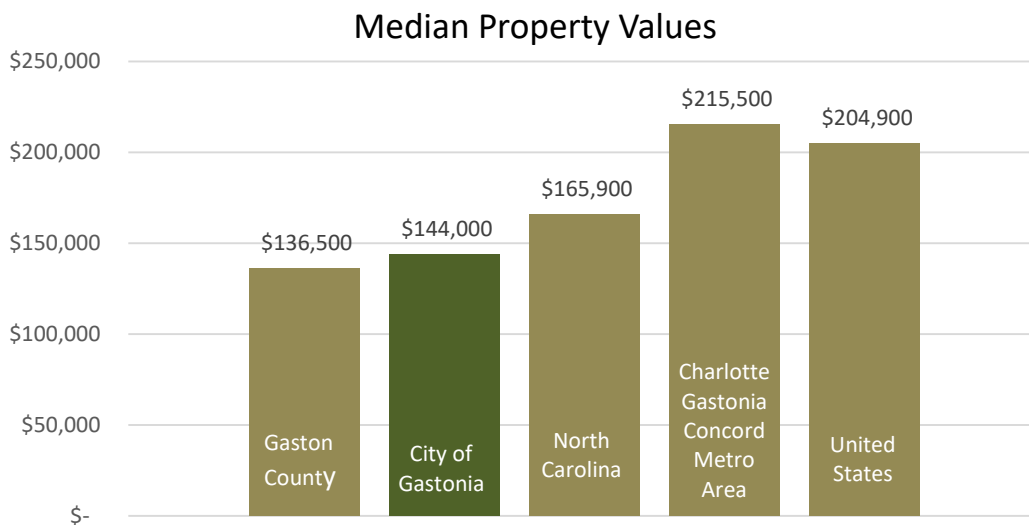 Median Property Values
$250,000
$200,000
$150,000
$100,000
$50,000
$-
$136,500
$144,000
$165,900
$215,500
$204,900
Gaston
County
City of
Gastonia
North
Carolina
Charlotte
Gastonia
Concord
Metro
Area
United
States